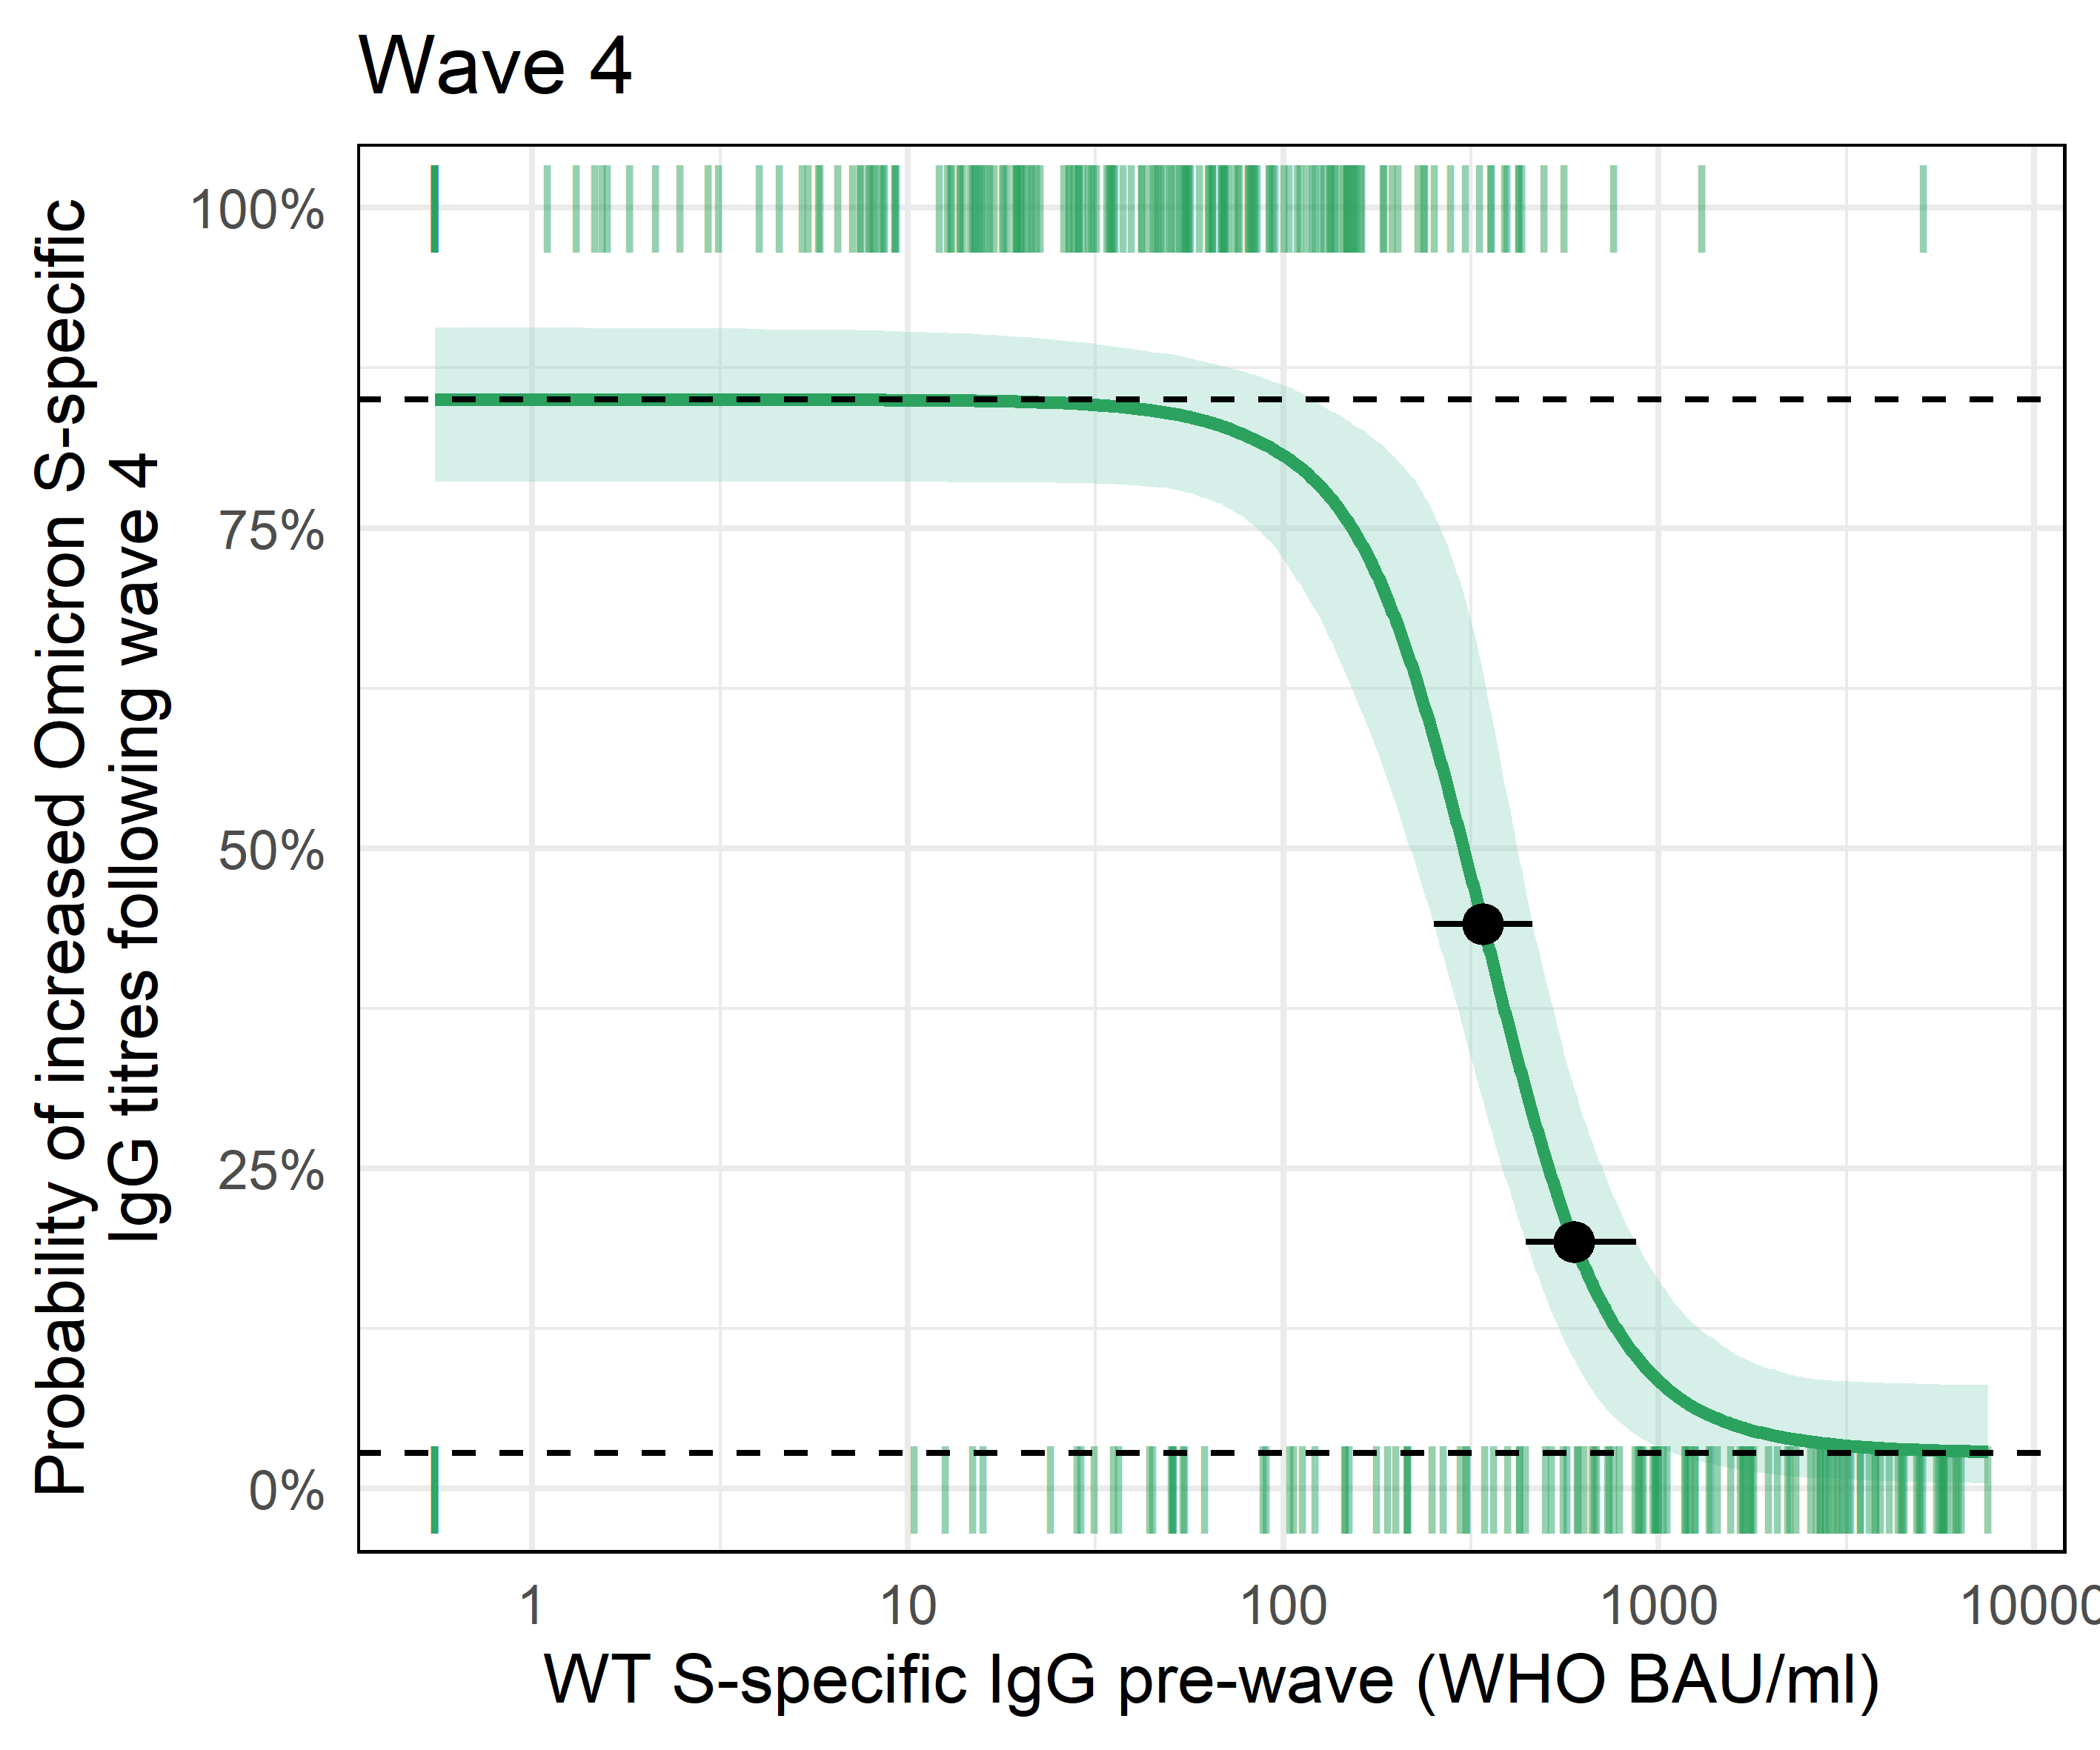 Wave 4
Probability of increased Omicron S-specific
IgG titres following wave 4
100%
75%
50%
25%
0%
1 10 100 1000 10000
WT S-specific IgG pre-wave (WHO BAU/ml)